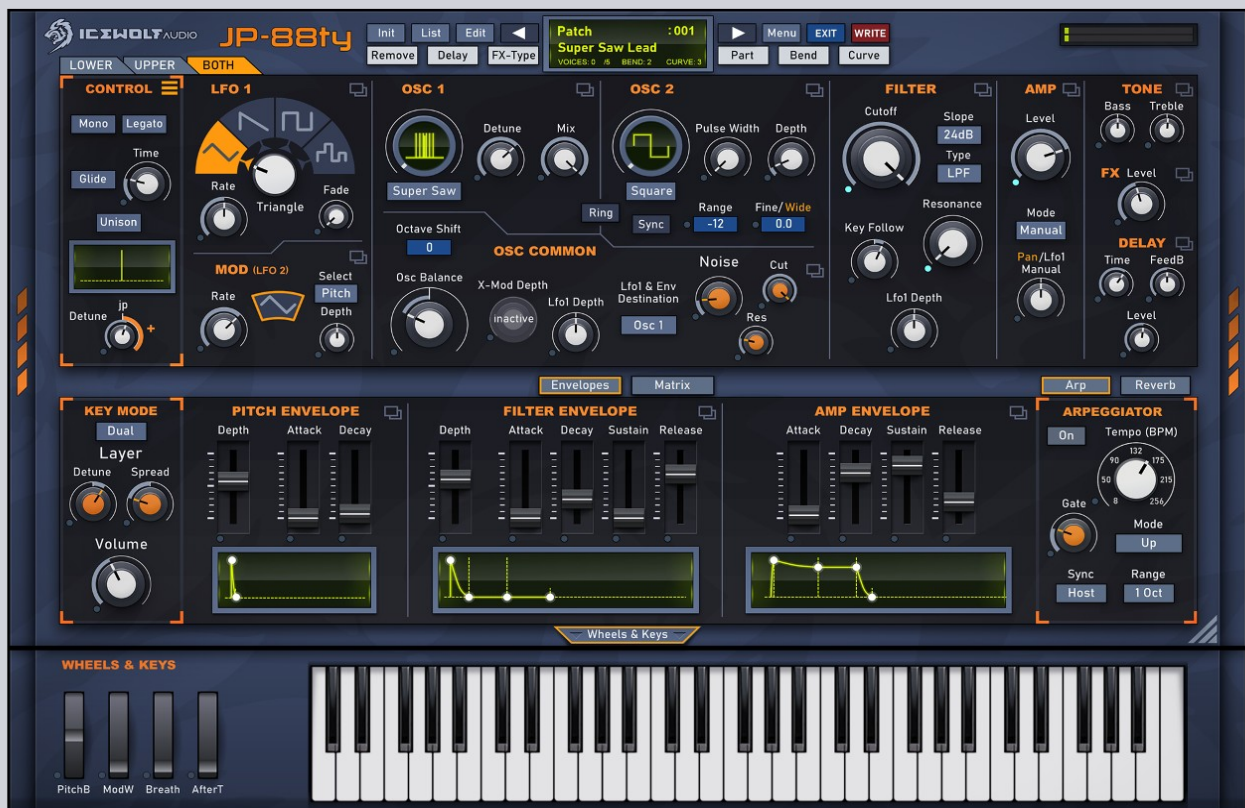 ICEWOLF AUDIO JP-88ty
Init List Edit
Remove Delay FX-Type
Patch :001
Super Saw Lead
VOICES: 0 /5 BEND: 2 CURVE: 3
Menu EXIT WRITE
Part Bend Curve
LOWER UPPER BOTH
CONTROL
Mono Legato
Time
Glide
Unison
jp
Detune +
LFO 1
Rate
Triangle
Fade
MOD (LFO 2)
Rate
Select
Pitch
Depth
OSC 1
Detune Mix
Super Saw
OSC 2
Pulse Width Depth
Square
Ring
Sync
Range
-12
Fine/Wide
0.0
Octave Shift
0
OSC COMMON
Osc Balance
X-Mod Depth
inactive
Lfo1 Depth
Lfo1 & Env
Destination
Osc 1
Noise
Cut
Res
FILTER
Cutoff
Slope
24dB
Type
LPF
Resonance
Key Follow
Lfo1 Depth
AMP
Level
Mode
Manual
Pan/Lfo1
Manual
TONE
Bass Treble
FX Level
DELAY
Time FeedB
Level
Envelopes Matrix
Arp Reverb
KEY MODE
Dual
Layer
Detune Spread
Volume
PITCH ENVELOPE
Depth Attack Decay
FILTER ENVELOPE
Depth Attack Decay Sustain Release
AMP ENVELOPE
Attack Decay Sustain Release
ARPEGGIATOR
On
Tempo (BPM)
132
90 175
50 215
8 256
Gate
Mode
Up
Sync
Host
Range
1 Oct
Wheels & Keys
WHEELS & KEYS
PitchB ModW Breath AfterT